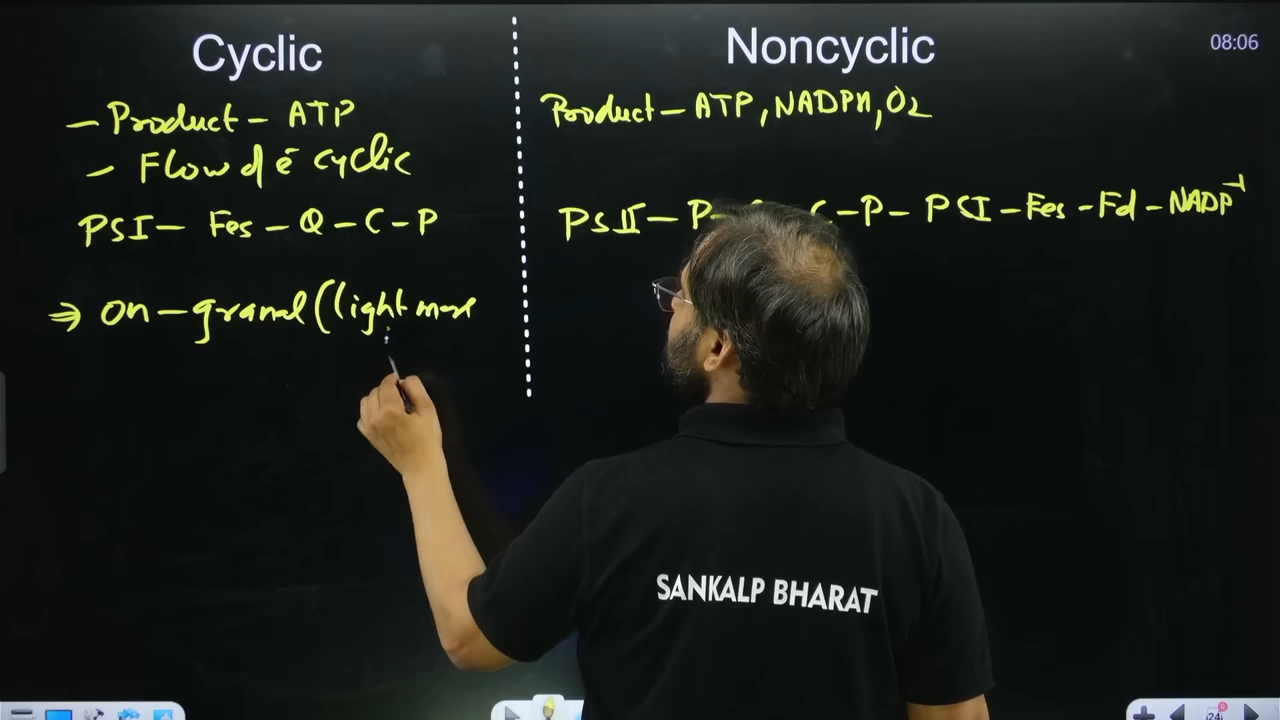 Cyclic
- Product - ATP
- Flow of e- cyclic
PSI - Fes - Q - C - P
⇒ on - granal (light more
Noncyclic
08:06
Product - ATP, NADPH, O2
PSII - P - C - P - PSI - Fes - Fd - NADP+
SANKALP BHARAT
24